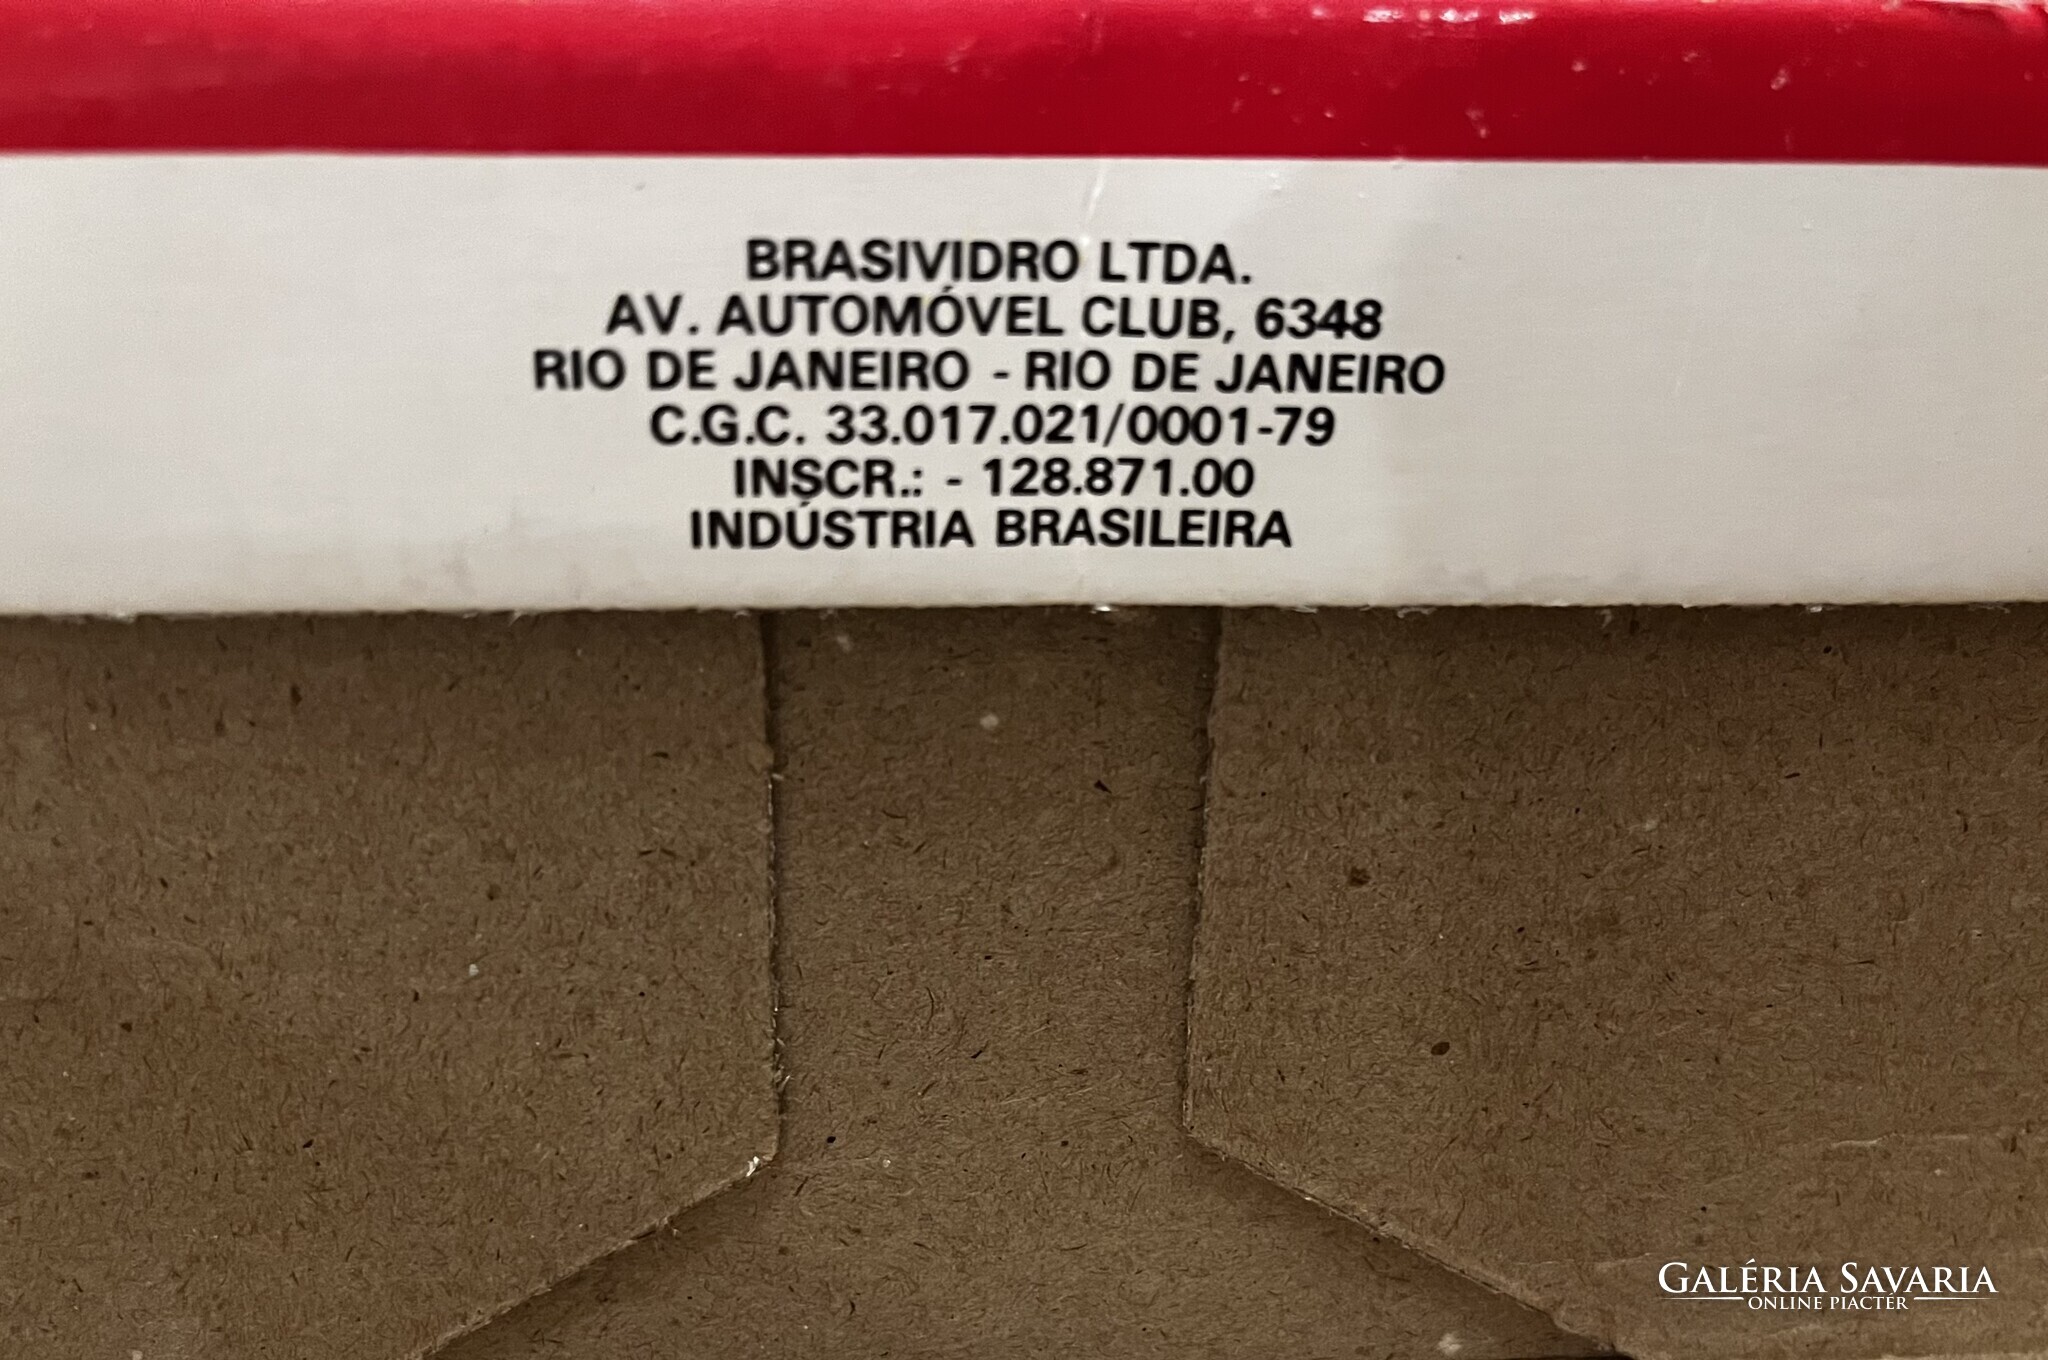 BRASIVIDRO LTDA.
AV. AUTOMÓVEL CLUB, 6348
RIO DE JANEIRO - RIO DE JANEIRO
C.G.C. 33.017.021/0001-79
INSCR.: - 128.871.00
INDÚSTRIA BRASILEIRA
GALÉRIA SAVARIA
ONLINE PIACTÉR